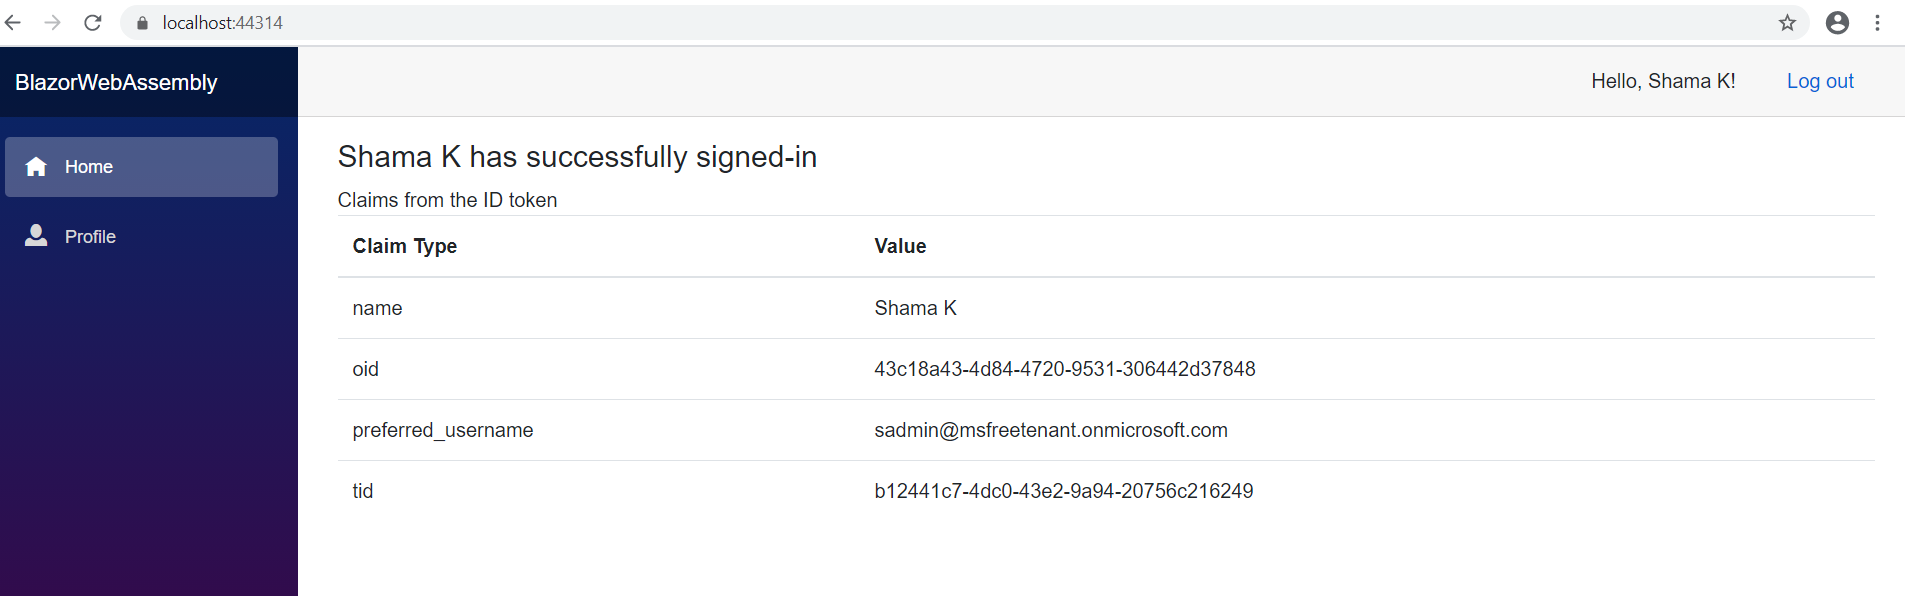 localhost:44314
BlazorWebAssembly
Hello, Shama K! Log out
Home
Profile
Shama K has successfully signed-in
Claims from the ID token
Claim Type Value
name Shama K
oid 43c18a43-4d84-4720-9531-306442d37848
preferred_username sadmin@msfreetenant.onmicrosoft.com
tid b12441c7-4dc0-43e2-9a94-20756c216249